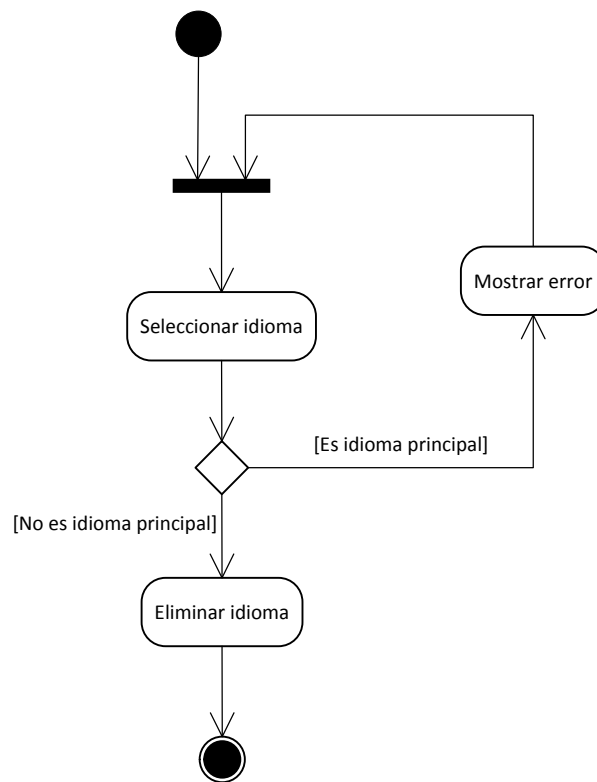 Mostrar error
Seleccionar idioma
[Es idioma principal]
[No es idioma principal]
Eliminar idioma